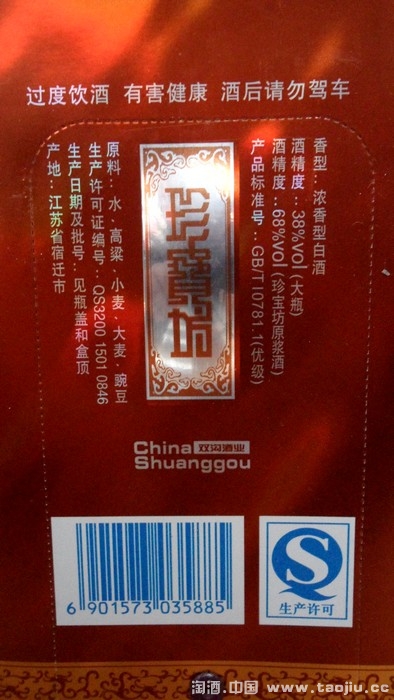 过度饮酒 有害健康 酒后请勿驾车
香型：浓香型白酒
酒精度：38%vol(大瓶)
酒精度：68%vol(珍宝坊原浆酒)
产品标准号：GB/T10781.1(优级)
珍寶坊
原料：水·高粱·小麦·大麦·豌豆
生产许可证编号：QS3200 1501 0846
生产日期及批号：见瓶盖和盒顶
产地：江苏省宿迁市
China 双沟酒业
Shuanggou
6 901573 035885
生产许可
淘酒.中国 www.taojiu.cc